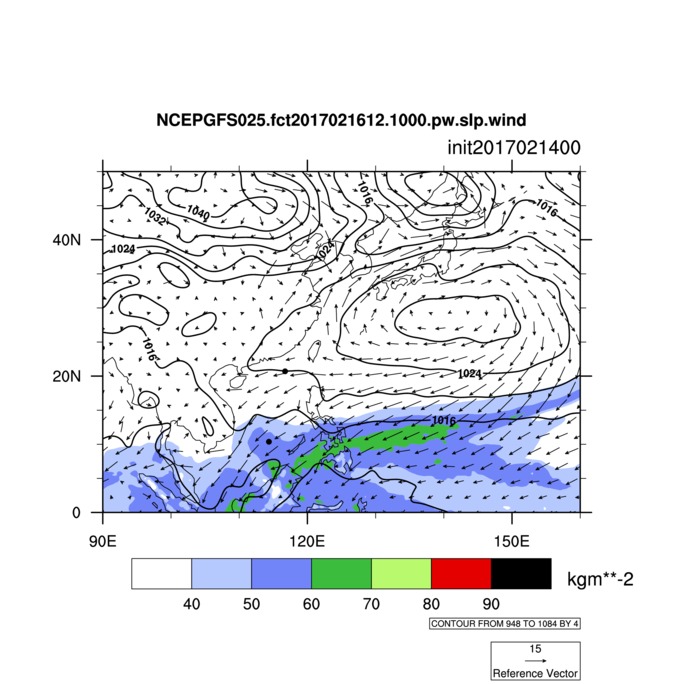 NCEPGFS025.fct2017021612.1000.pw.slp.wind
init2017021400
1016
1016
1032
1040
1024
1024
40N
1016
20N
1024
1016
0
90E 120E 150E
kgm**-2
40 50 60 70 80 90
CONTOUR FROM 948 TO 1084 BY 4
15
Reference Vector